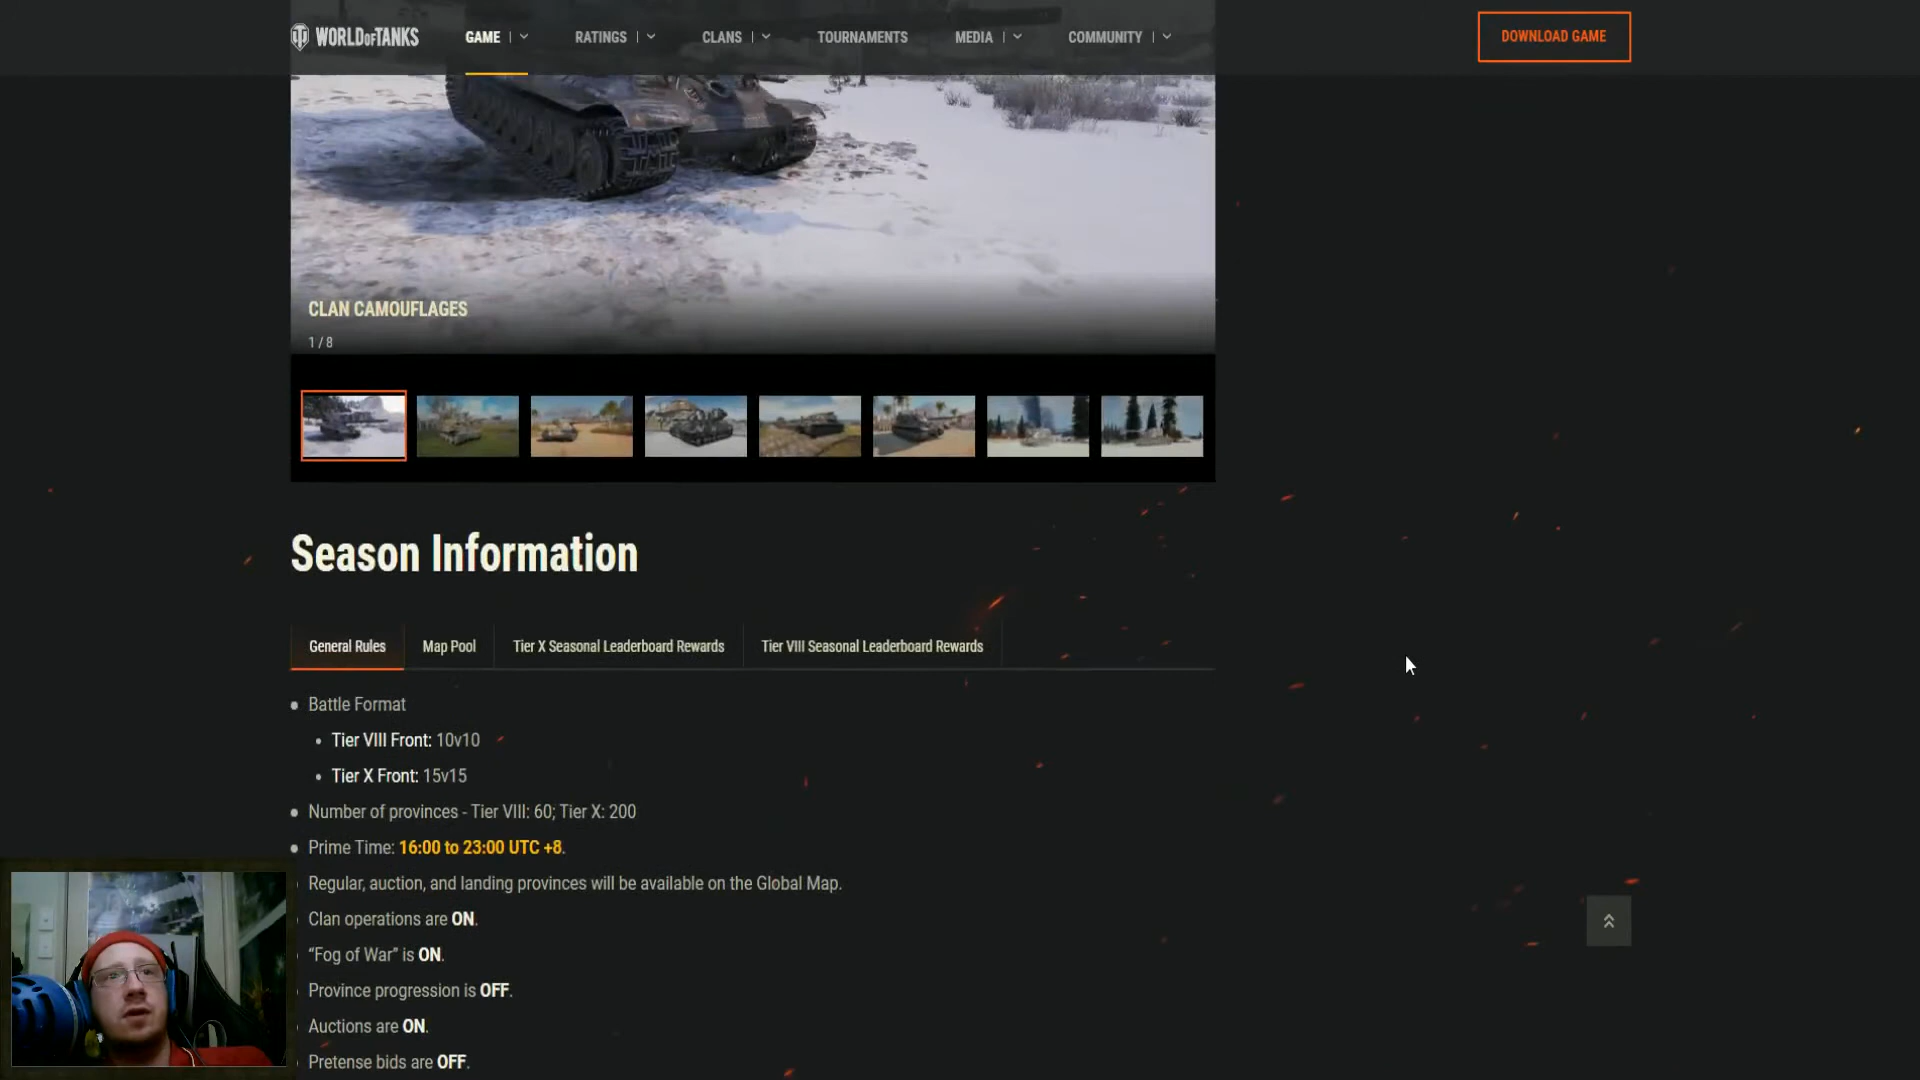 WORLD OF TANKS
GAME
RATINGS
CLANS
TOURNAMENTS
MEDIA
COMMUNITY
DOWNLOAD GAME
CLAN CAMOUFLAGES
1 / 8
Season Information
General Rules
Map Pool
Tier X Seasonal Leaderboard Rewards
Tier VIII Seasonal Leaderboard Rewards
Battle Format
Tier VIII Front: 10v10
Tier X Front: 15v15
Number of provinces - Tier VIII: 60; Tier X: 200
Prime Time: 16:00 to 23:00 UTC +8.
Regular, auction, and landing provinces will be available on the Global Map.
Clan operations are ON.
“Fog of War” is ON.
Province progression is OFF.
Auctions are ON.
Pretense bids are OFF.